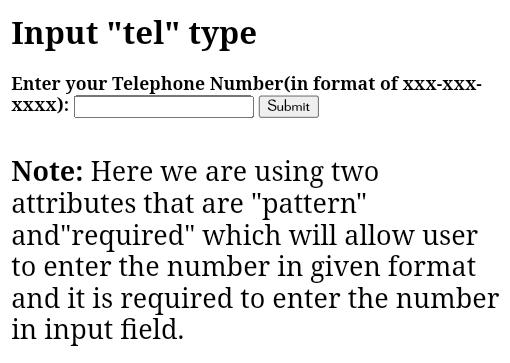 Input "tel" type
Enter your Telephone Number(in format of xxx-xxx-
xxxx): Submit
Note: Here we are using two
attributes that are "pattern"
and"required" which will allow user
to enter the number in given format
and it is required to enter the number
in input field.